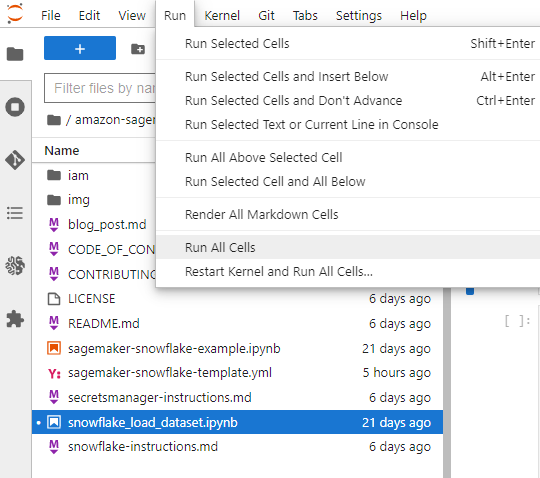 File Edit View Run Kernel Git Tabs Settings Help
Run Selected Cells Shift+Enter
Filter files by nam
Run Selected Cells and Insert Below Alt+Enter
Run Selected Cells and Don't Advance Ctrl+Enter
/ amazon-sage
Run Selected Text or Current Line in Console
Name
Run All Above Selected Cell
iam
Run Selected Cell and All Below
img
Render All Markdown Cells
blog_post.md
CODE_OF_CON
Run All Cells
CONTRIBUTING
Restart Kernel and Run All Cells...
LICENSE 6 days ago
README.md 6 days ago
[ ]:
sagemaker-snowflake-example.ipynb 21 days ago
Y: sagemaker-snowflake-template.yml 5 hours ago
secretsmanager-instructions.md 6 days ago
snowflake_load_dataset.ipynb 21 days ago
snowflake-instructions.md 6 days ago